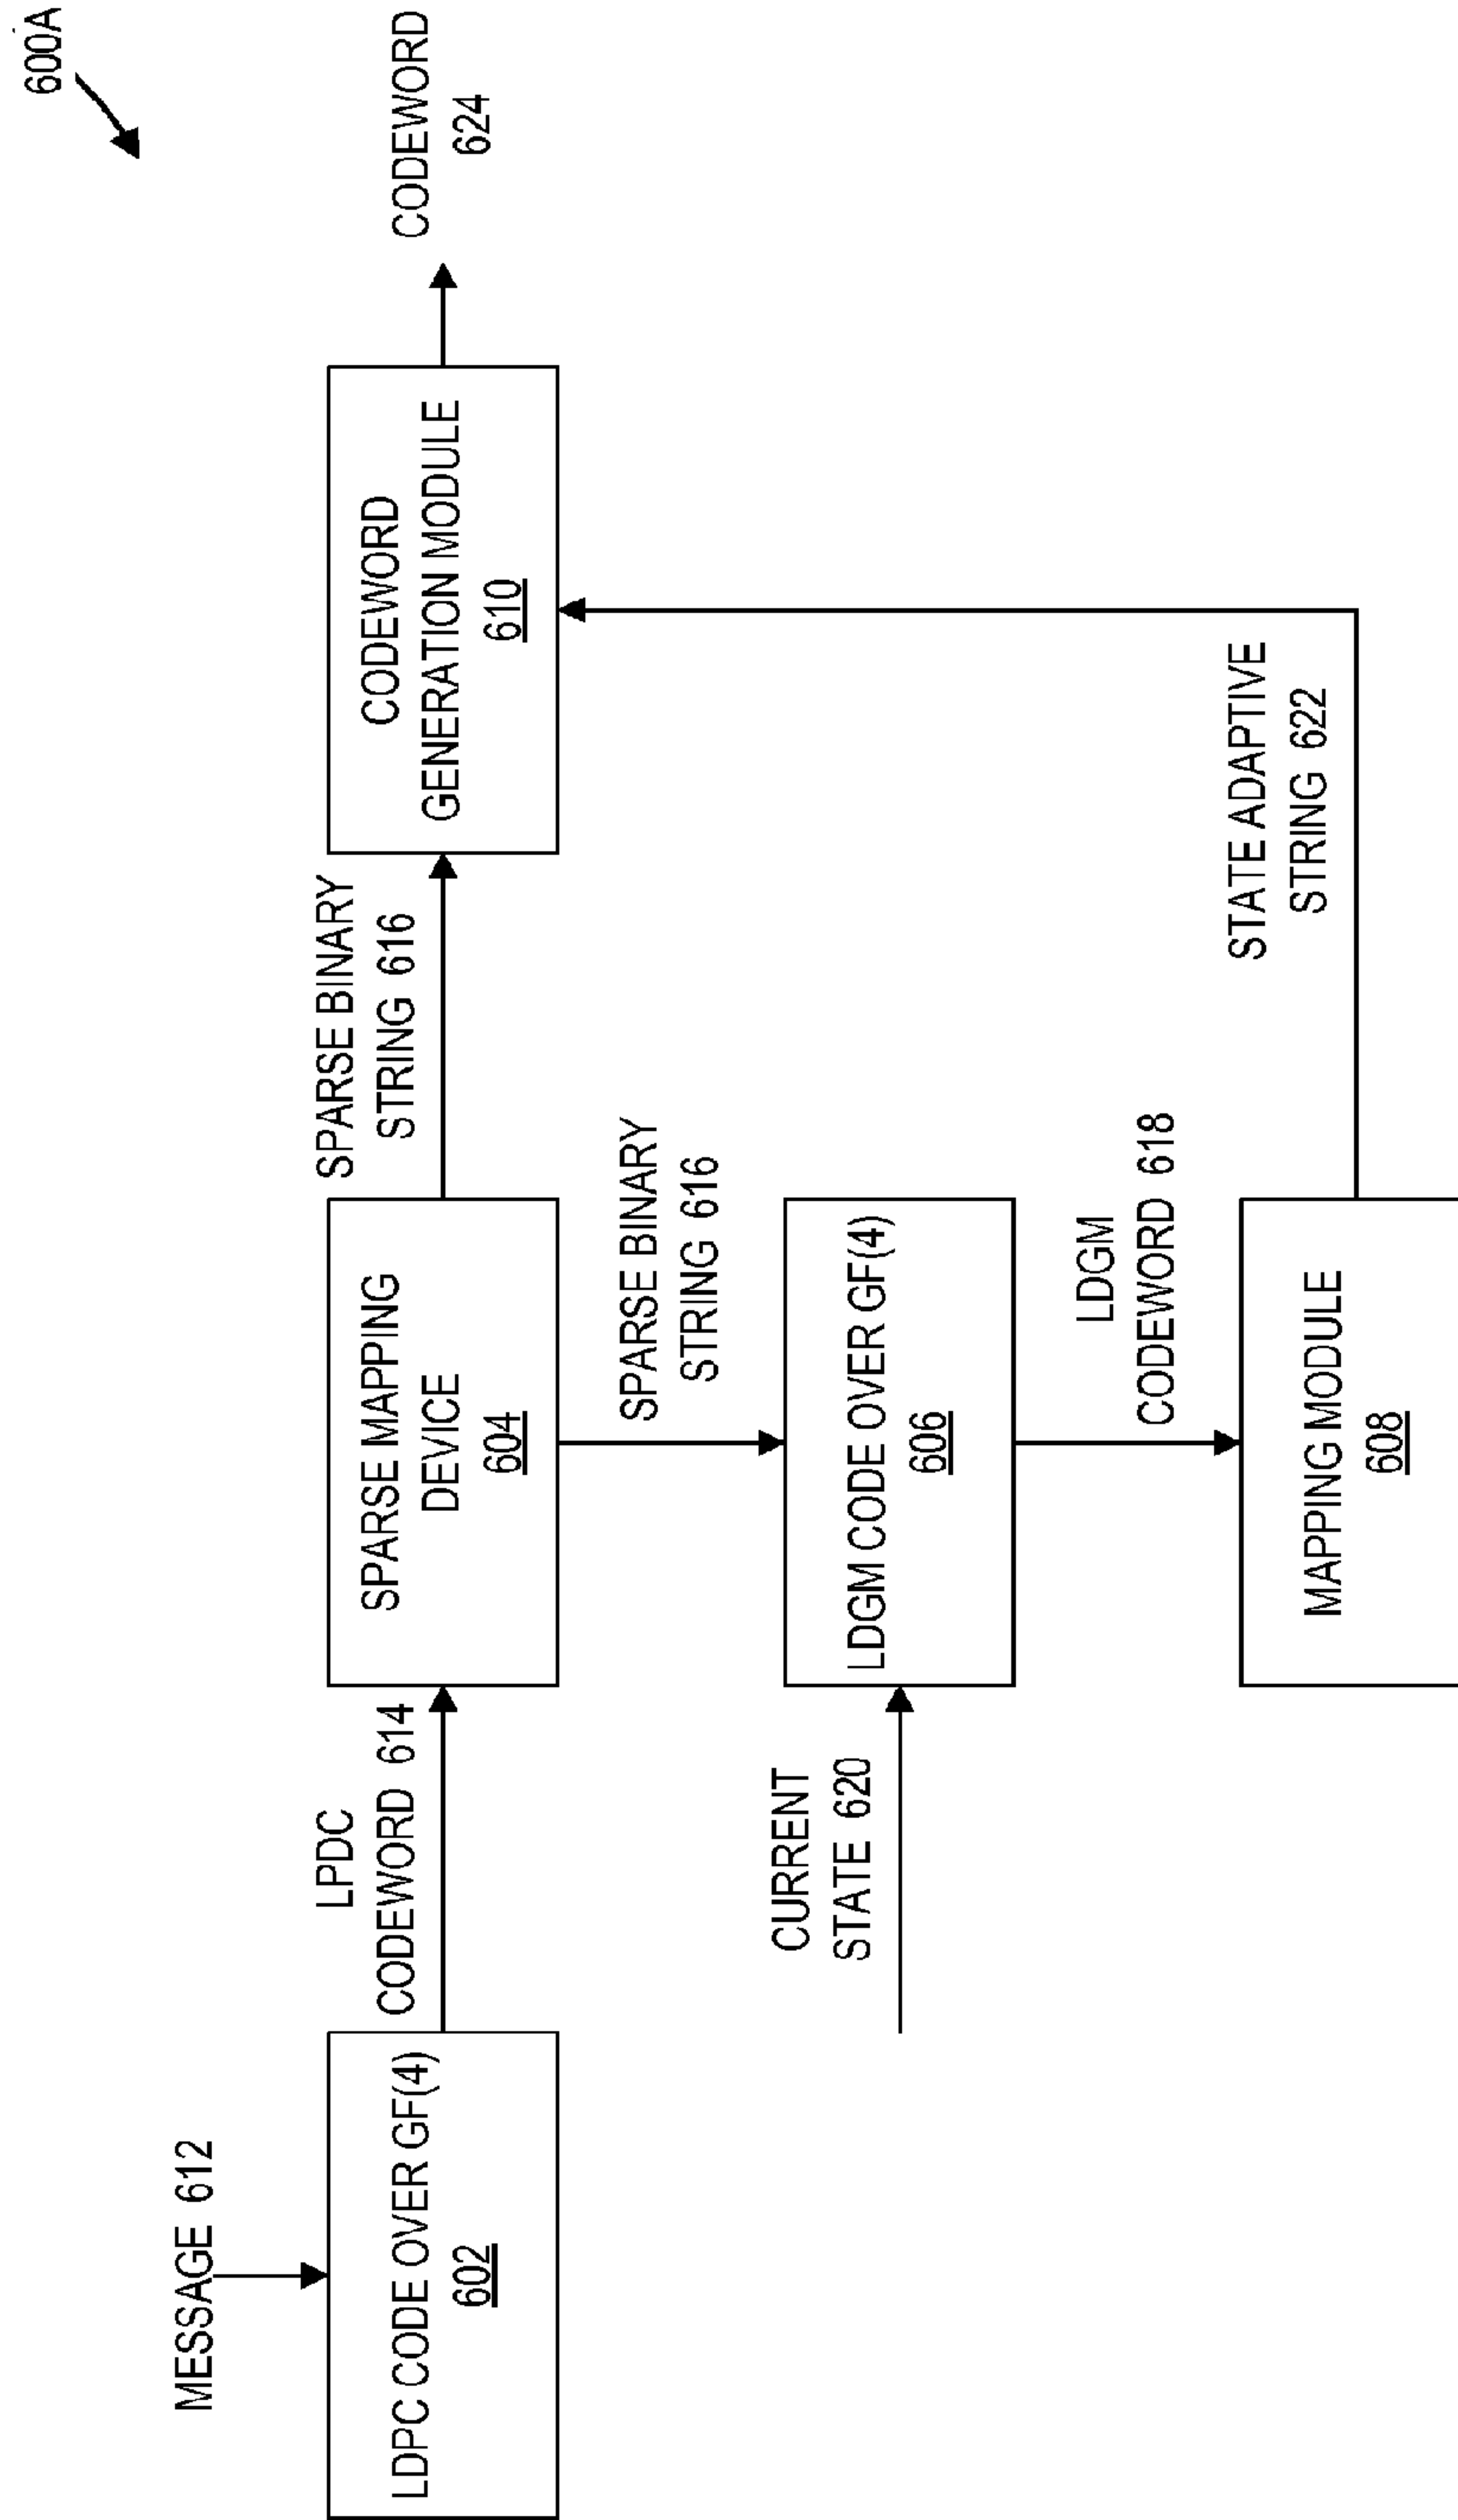 600A
MESSAGE 612
LDPC CODE OVER GF(4)
602
LPDC
CODEWORD 614
SPARSE MAPPING
DEVICE
604
SPARSE BINARY
STRING 616
CODEWORD
GENERATION MODULE
610
CODEWORD
624
SPARSE BINARY
STRING 616
CURRENT
STATE 620
LDGM CODE OVER GF(4)
606
LDGM
CODEWORD 618
MAPPING MODULE
608
STATE ADAPTIVE
STRING 622